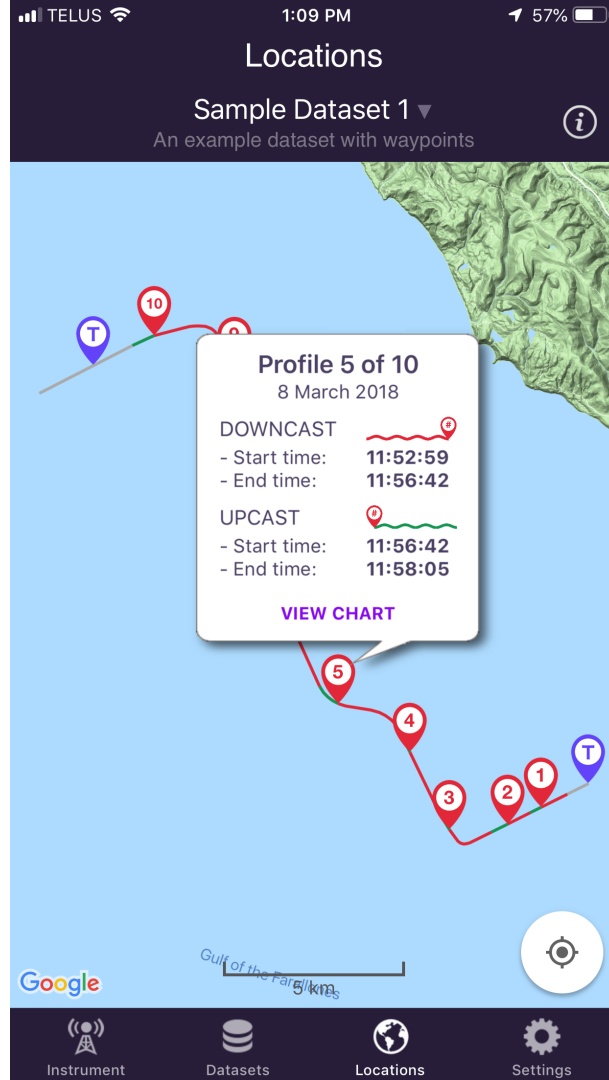 TELUS 1:09 PM 57%
Locations
Sample Dataset 1
An example dataset with waypoints
i
10
T
9
Profile 5 of 10
8 March 2018
DOWNCAST #
- Start time: 11:52:59
- End time: 11:56:42
UPCAST #
- Start time: 11:56:42
- End time: 11:58:05
VIEW CHART
5
4
T
1
2
3
Gulf of the Farallones
5 km
Google
Instrument Datasets Locations Settings